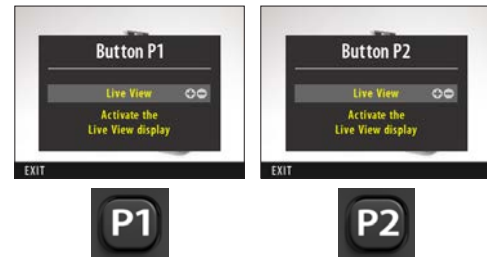 Button P1
Live View
Activate the
Live View display
EXIT
Button P2
Live View
Activate the
Live View display
EXIT
P1
P2